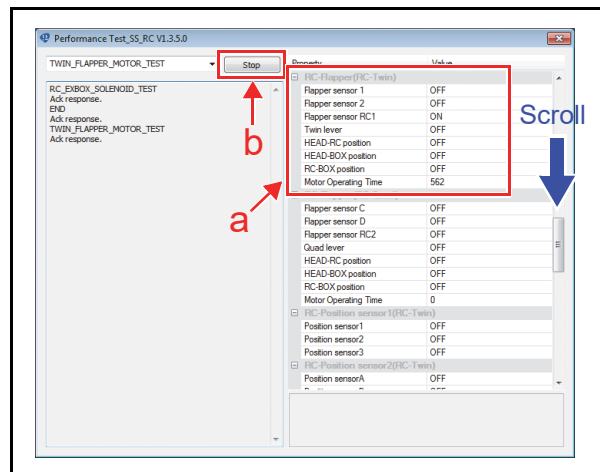 Performance Test_SS_RC V1.3.5.0
TWIN_FLAPPER_MOTOR_TEST
Stop
Property Value
RC_EXBOX_SOLENOID_TEST
Ack response.
END
Ack response.
TWIN_FLAPPER_MOTOR_TEST
Ack response.
b
a
Scroll
RC-Flapper(RC-Twin)
Flapper sensor 1 OFF
Flapper sensor 2 OFF
Flapper sensor RC1 ON
Twin lever OFF
HEAD-RC position OFF
HEAD-BOX position OFF
RC-BOX position OFF
Motor Operating Time 562
Flapper sensor C OFF
Flapper sensor D OFF
Flapper sensor RC2 OFF
Quad lever OFF
HEAD-RC position OFF
HEAD-BOX position OFF
RC-BOX position OFF
Motor Operating Time 0
RC-Position sensor1(RC-Twin)
Position sensor1 OFF
Position sensor2 OFF
Position sensor3 OFF
RC-Position sensor2(RC-Twin)
Position sensorA OFF